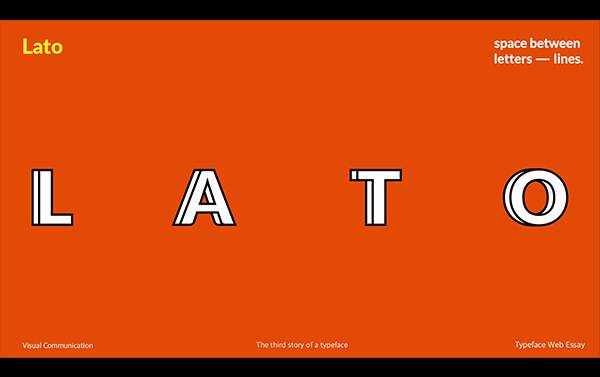 Lato
space between
letters — lines.
L A T O
Visual Communication
The third story of a typeface
Typeface Web Essay